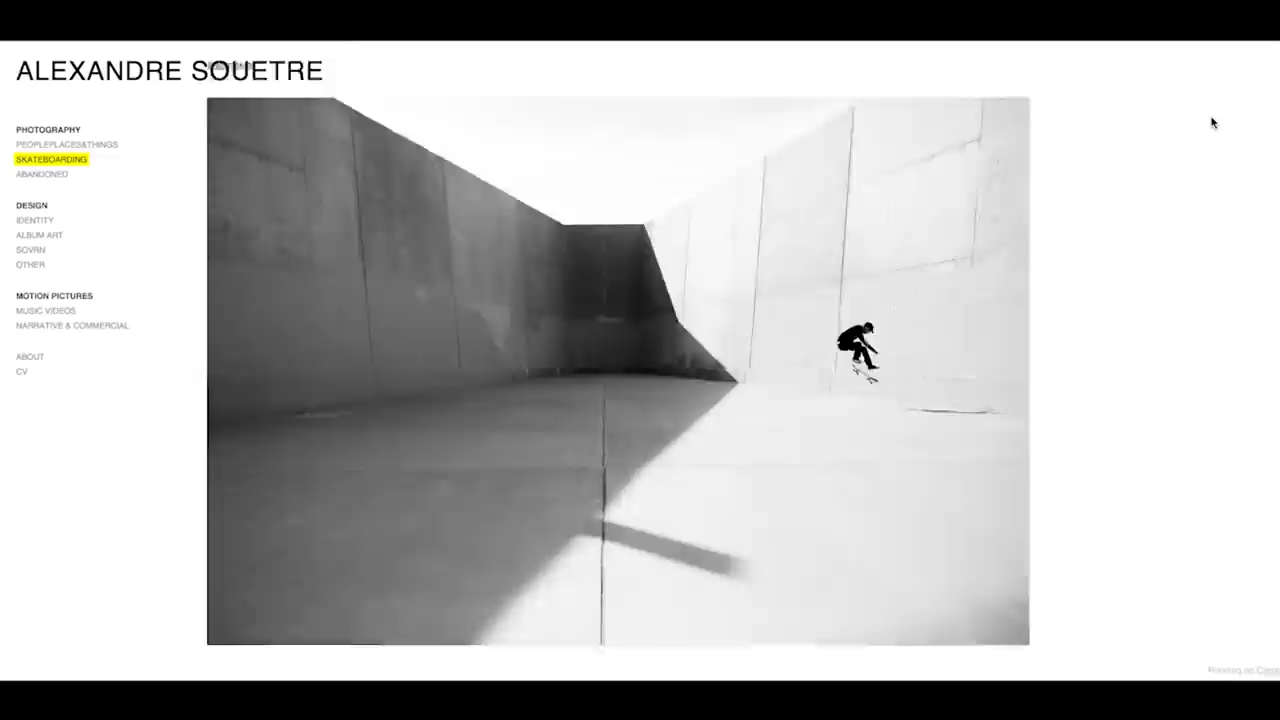 ALEXANDRE SOUETRE
PHOTOGRAPHY
PEOPLEPLACES&THINGS
SKATEBOARDING
ABANDONED
DESIGN
IDENTITY
ALBUM ART
SOVRN
OTHER
MOTION PICTURES
MUSIC VIDEOS
NARRATIVE & COMMERCIAL
ABOUT
CV